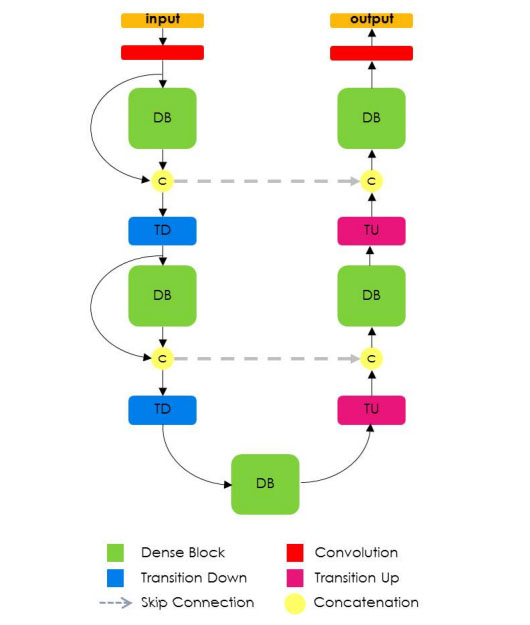 input output
DB DB
C C
TD TU
DB DB
C C
TD TU
DB
Dense Block Convolution
Transition Down Transition Up
Skip Connection Concatenation